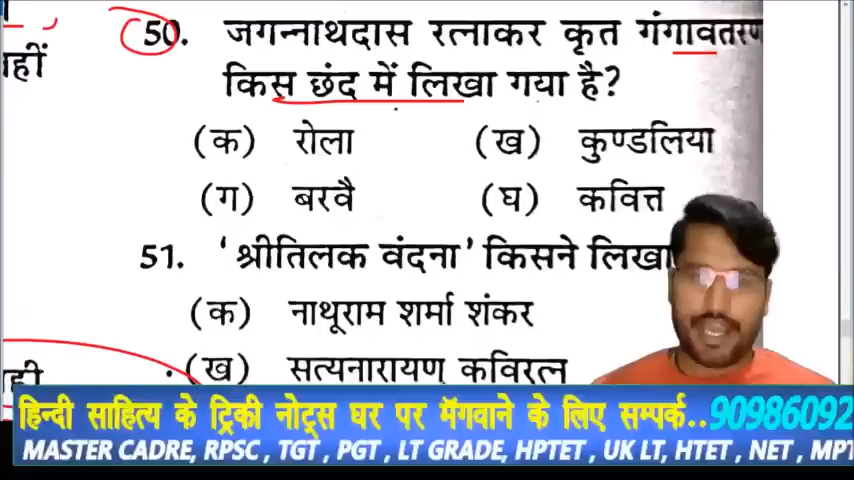 हीं
50. जगन्नाथदास रत्नाकर कृत गंगावतरण
किस छंद में लिखा गया है?
(क) रोला (ख) कुण्डलिया
(ग) बरवै (घ) कवित्त
51. 'श्रीतिलक वंदना' किसने लिखा
(क) नाथूराम शर्मा शंकर
(ख) सत्यनारायण कविरत्न
हिन्दी साहित्य के ट्रिकी नोट्स घर पर मॅगवाने के लिए सम्पर्क..90986092
MASTER CADRE, RPSC , TGT , PGT , LT GRADE, HPTET , UK LT, HTET , NET , MPT